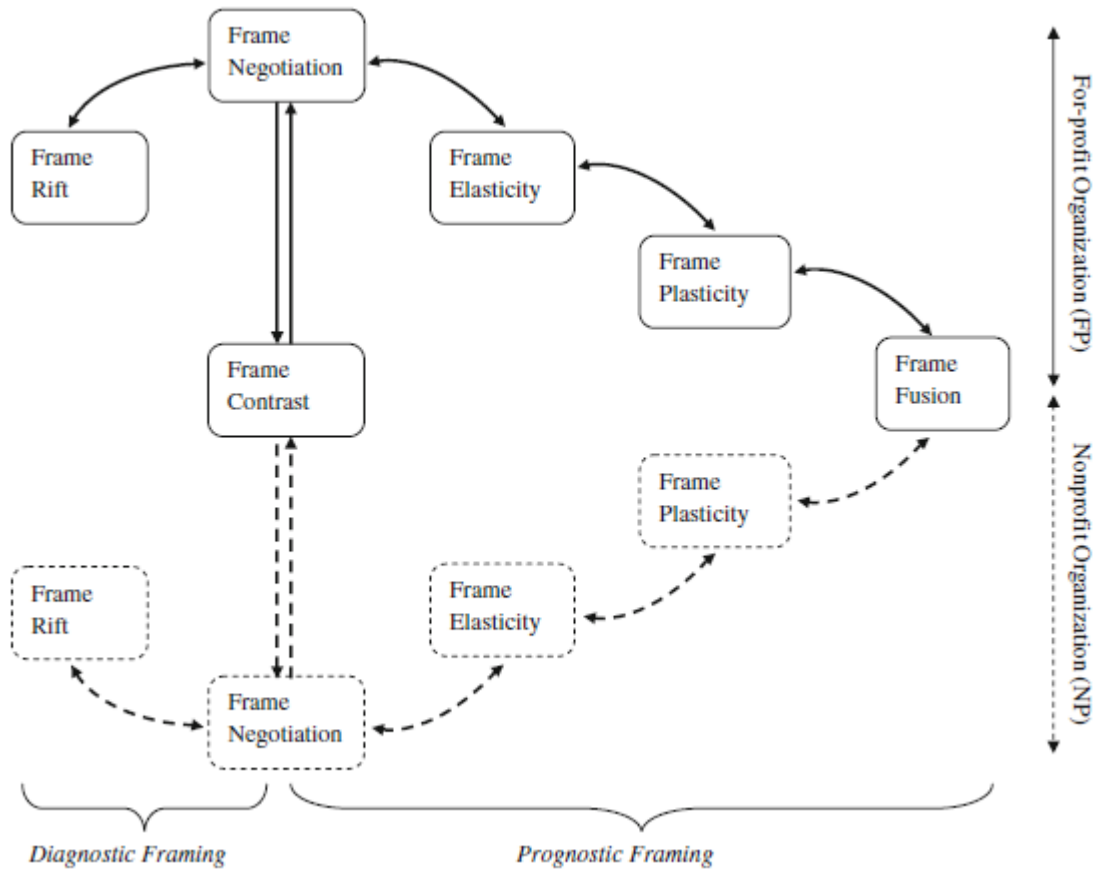 Frame
Negotiation
Frame
Rift
Frame
Elasticity
Frame
Plasticity
Frame
Contrast
Frame
Fusion
Frame
Plasticity
Frame
Rift
Frame
Elasticity
Frame
Negotiation
For-profit Organization (FP)
Nonprofit Organization (NP)
Diagnostic Framing
Prognostic Framing